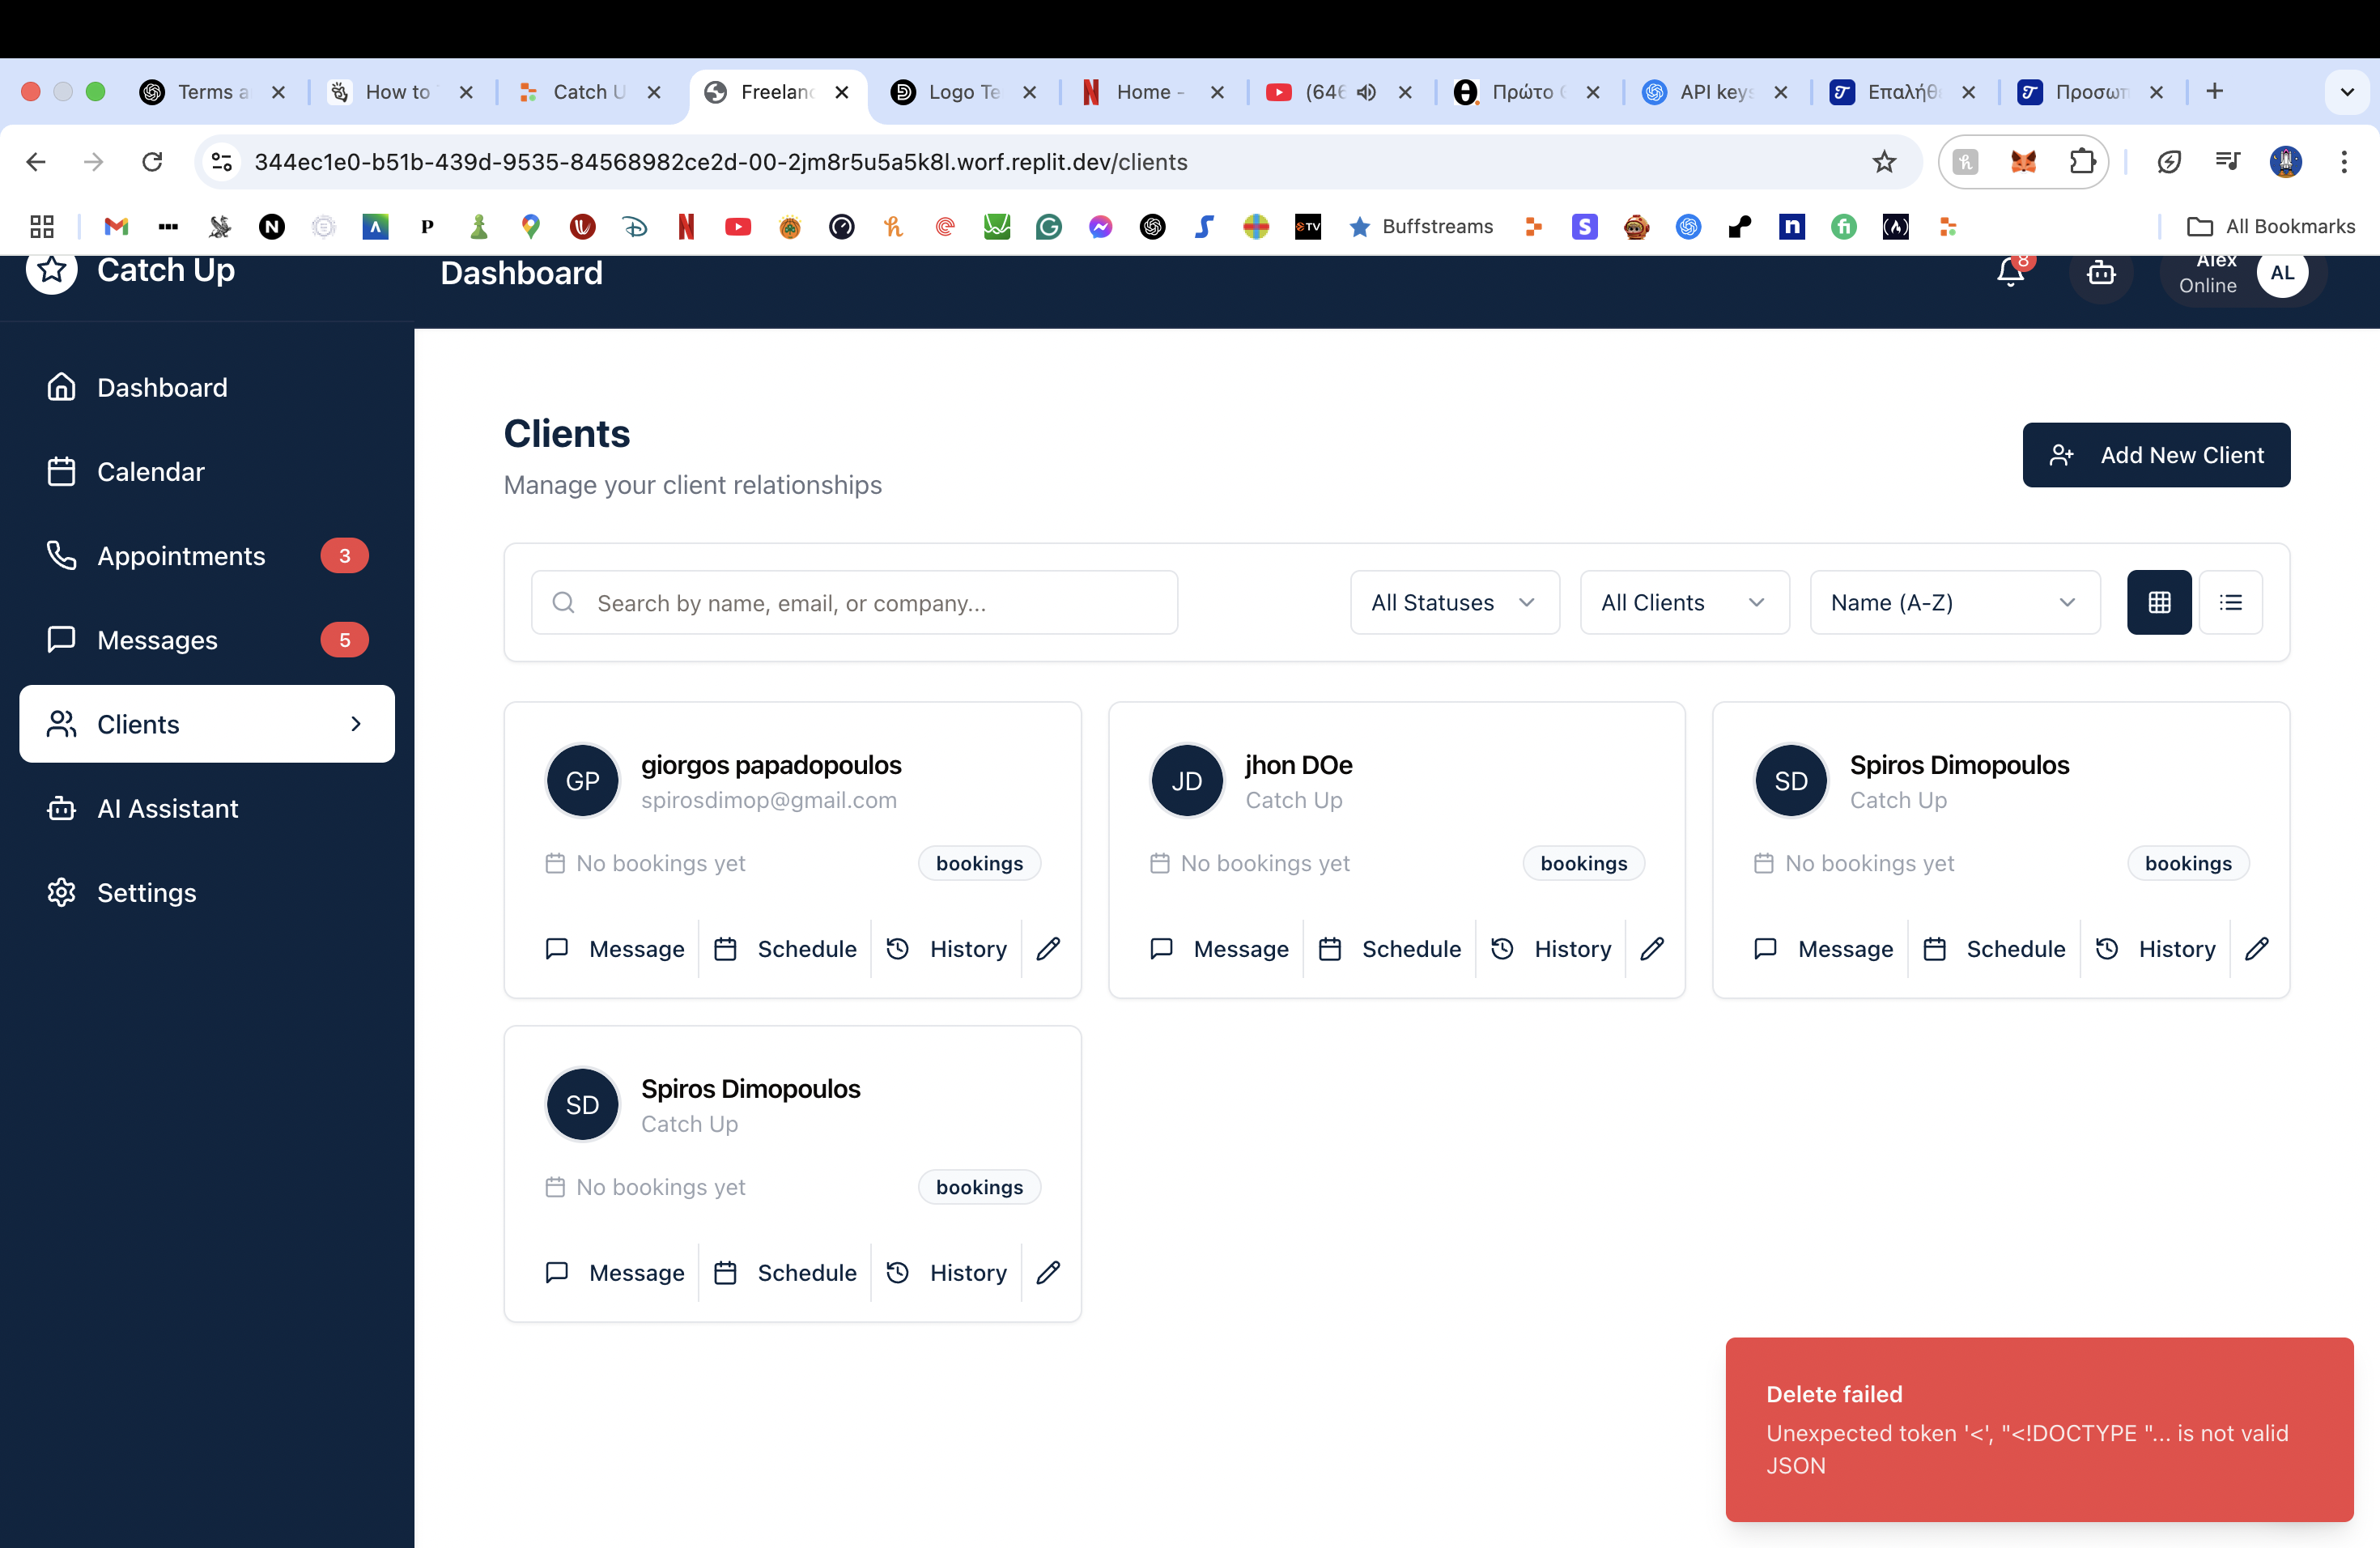 Terms a
How to
Catch U
Freelanc
Logo Te
Home -
(646
Πρώτο
API keys
Επαλήθ
Προσωπ
344ec1e0-b51b-439d-9535-84568982ce2d-00-2jm8r5u5a5k8l.worf.replit.dev/clients
Buffstreams
All Bookmarks
Catch Up
Dashboard
8
Alex
Online
AL
Dashboard
Calendar
Appointments 3
Messages 5
Clients
AI Assistant
Settings
Clients
Manage your client relationships
Add New Client
Search by name, email, or company...
All Statuses
All Clients
Name (A-Z)
GP
giorgos papadopoulos
spirosdimop@gmail.com
No bookings yet
bookings
Message Schedule History
JD
jhon DOe
Catch Up
No bookings yet
bookings
Message Schedule History
SD
Spiros Dimopoulos
Catch Up
No bookings yet
bookings
Message Schedule History
SD
Spiros Dimopoulos
Catch Up
No bookings yet
bookings
Message Schedule History
Delete failed
Unexpected token '<', "<!DOCTYPE "... is not valid
JSON